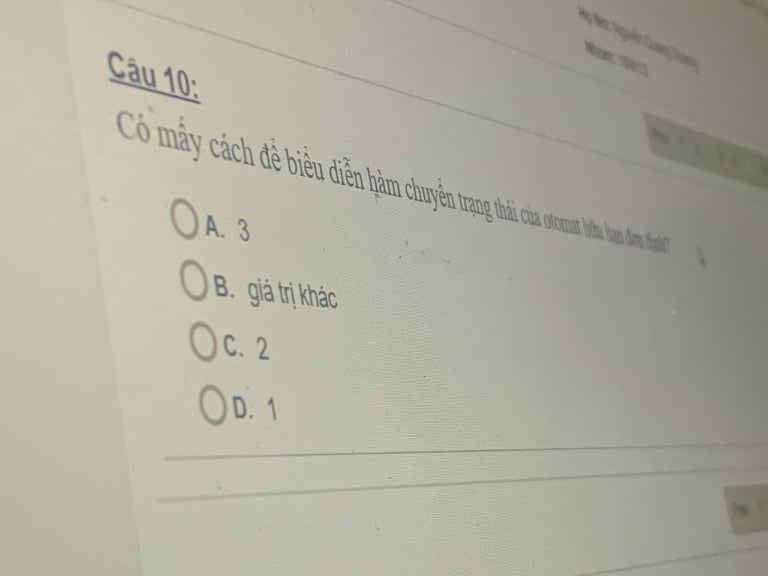 Câu 10:
Có mấy cách để biểu diễn hàm chuyển trạng thái của otomat hữu hạn đơn định?
A. 3
B. giá trị khác
C. 2
D. 1